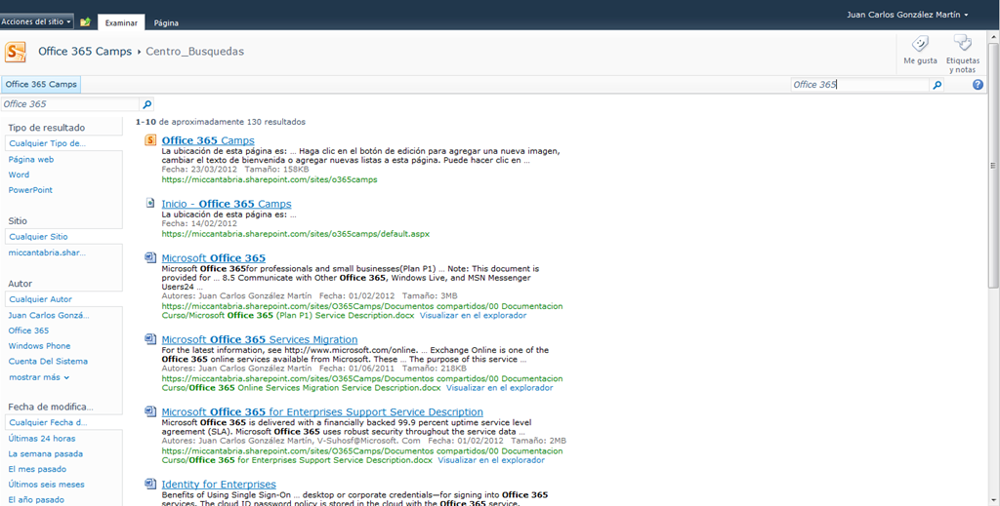 Acciones del sitio
Examinar
Página
Juan Carlos González Martín
Office 365 Camps
Centro_Busquedas
Me gusta
Etiquetas
y notas
Office 365 Camps
Office 365
Office 365
1-10 de aproximadamente 130 resultados
Tipo de resultado
Cualquier Tipo de...
Página web
Word
PowerPoint
Sitio
Cualquier Sitio
miccantabria.shar...
Autor
Cualquier Autor
Juan Carlos Gonzá...
Office 365
Windows Phone
Cuenta Del Sistema
mostrar más
Fecha de modifica...
Cualquier Fecha d...
Últimas 24 horas
La semana pasada
El mes pasado
Últimos seis meses
El año pasado
Office 365 Camps
La ubicación de esta página es: ... Haga clic en el botón de edición para agregar una nueva imagen,
cambiar el texto de bienvenida o agregar nuevas listas a esta página. Puede hacer clic en ...
Fecha: 23/03/2012 Tamaño: 158KB
https://miccantabria.sharepoint.com/sites/o365camps
Inicio - Office 365 Camps
La ubicación de esta página es: ...
Fecha: 14/02/2012
https://miccantabria.sharepoint.com/sites/o365camps/default.aspx
Microsoft Office 365
Microsoft Office 365for professionals and small businesses(Plan P1) ... Note: This document is
provided for ... 8.5 Communicate with Other Office 365, Windows Live, and MSN Messenger
Users24 ...
Autores: Juan Carlos González Martín Fecha: 01/02/2012 Tamaño: 3MB
https://miccantabria.sharepoint.com/sites/O365Camps/Documentos compartidos/00 Documentacion
Curso/Microsoft Office 365 (Plan P1) Service Description.docx Visualizar en el explorador
Microsoft Office 365 Services Migration
For the latest information, see http://www.microsoft.com/online. ... Exchange Online is one of the
Office 365 online services available from Microsoft. These ... The purpose of this service ...
Autores: Juan Carlos González Martín Fecha: 01/06/2011 Tamaño: 218KB
https://miccantabria.sharepoint.com/sites/O365Camps/Documentos compartidos/00 Documentacion
Curso/Office 365 Online Services Migration Service Description.docx Visualizar en el explorador
Microsoft Office 365 for Enterprises Support Service Description
Microsoft Office 365 is delivered with a financially backed 99.9 percent uptime service level
agreement (SLA). Microsoft Office 365 uses robust security throughout the service data ...
Autores: Juan Carlos González Martín, V-Suhosf@Microsoft. Com Fecha: 01/02/2012 Tamaño: 2MB
https://miccantabria.sharepoint.com/sites/O365Camps/Documentos compartidos/00 Documentacion
Curso/Office 365 for Enterprises Support Service Description.docx Visualizar en el explorador
Identity for Enterprises
Benefits of Using Single Sign-On ... desktop or corporate credentials—for signing into Office 365
services. The cloud ID password policy is stored in the cloud with the Office 365 service.